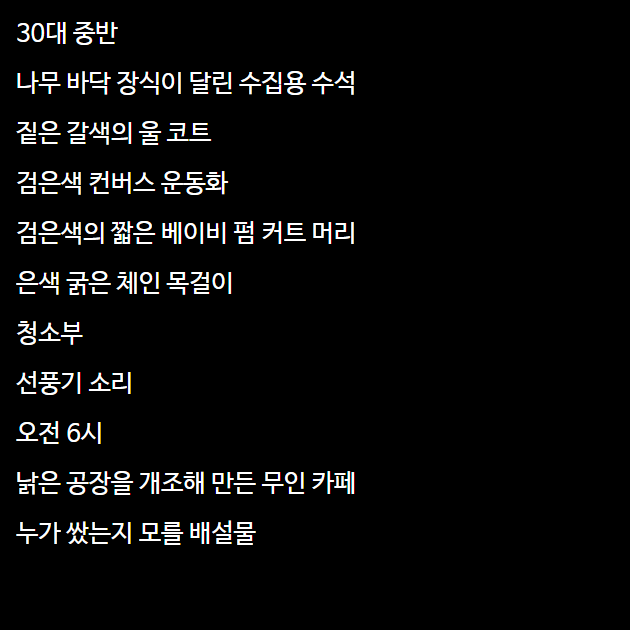 30대 중반
나무 바닥 장식이 달린 수집용 수석
짙은 갈색의 울 코트
검은색 컨버스 운동화
검은색의 짧은 베이비 펌 커트 머리
은색 굵은 체인 목걸이
청소부
선풍기 소리
오전 6시
낡은 공장을 개조해 만든 무인 카페
누가 쌌는지 모를 배설물